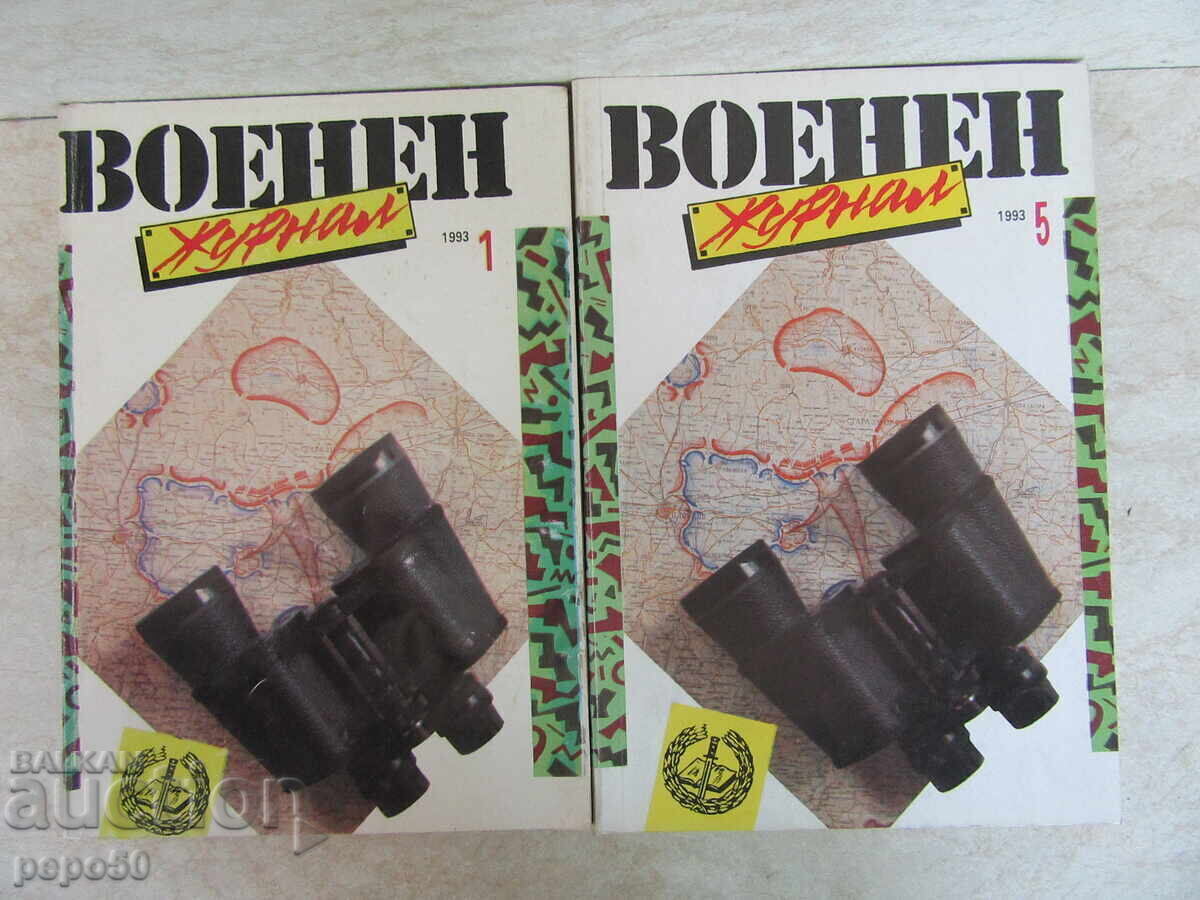 ВОЕНЕН
журнал
1993 1
ВОЕНЕН
журнал
1993 5
BALKAN
auction
pepo50